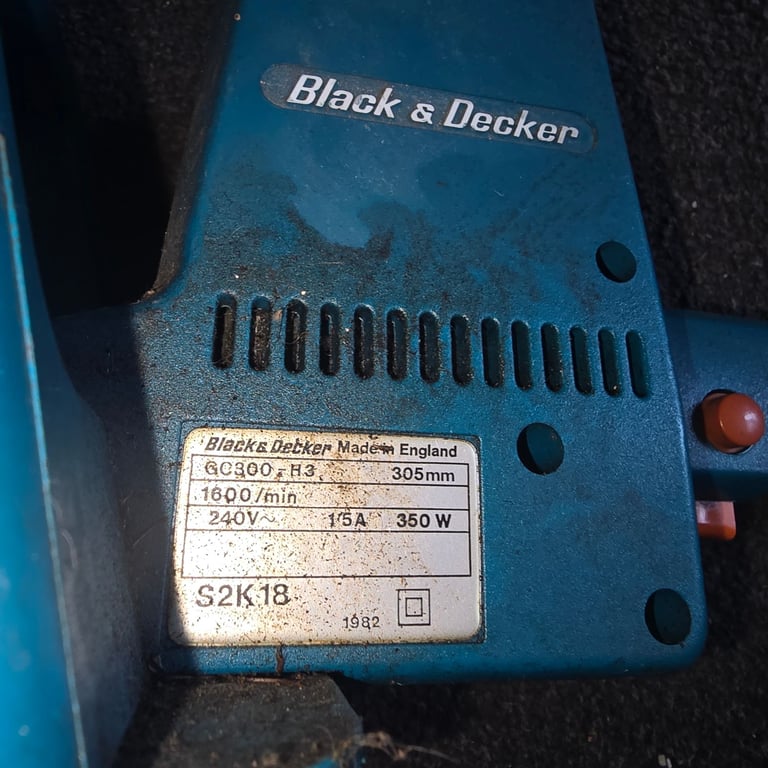 Black & Decker
Black & Decker Made in England
GC300 . H3 305mm
1600/min
240V~ 1.5A 350 W
S2K18
1982